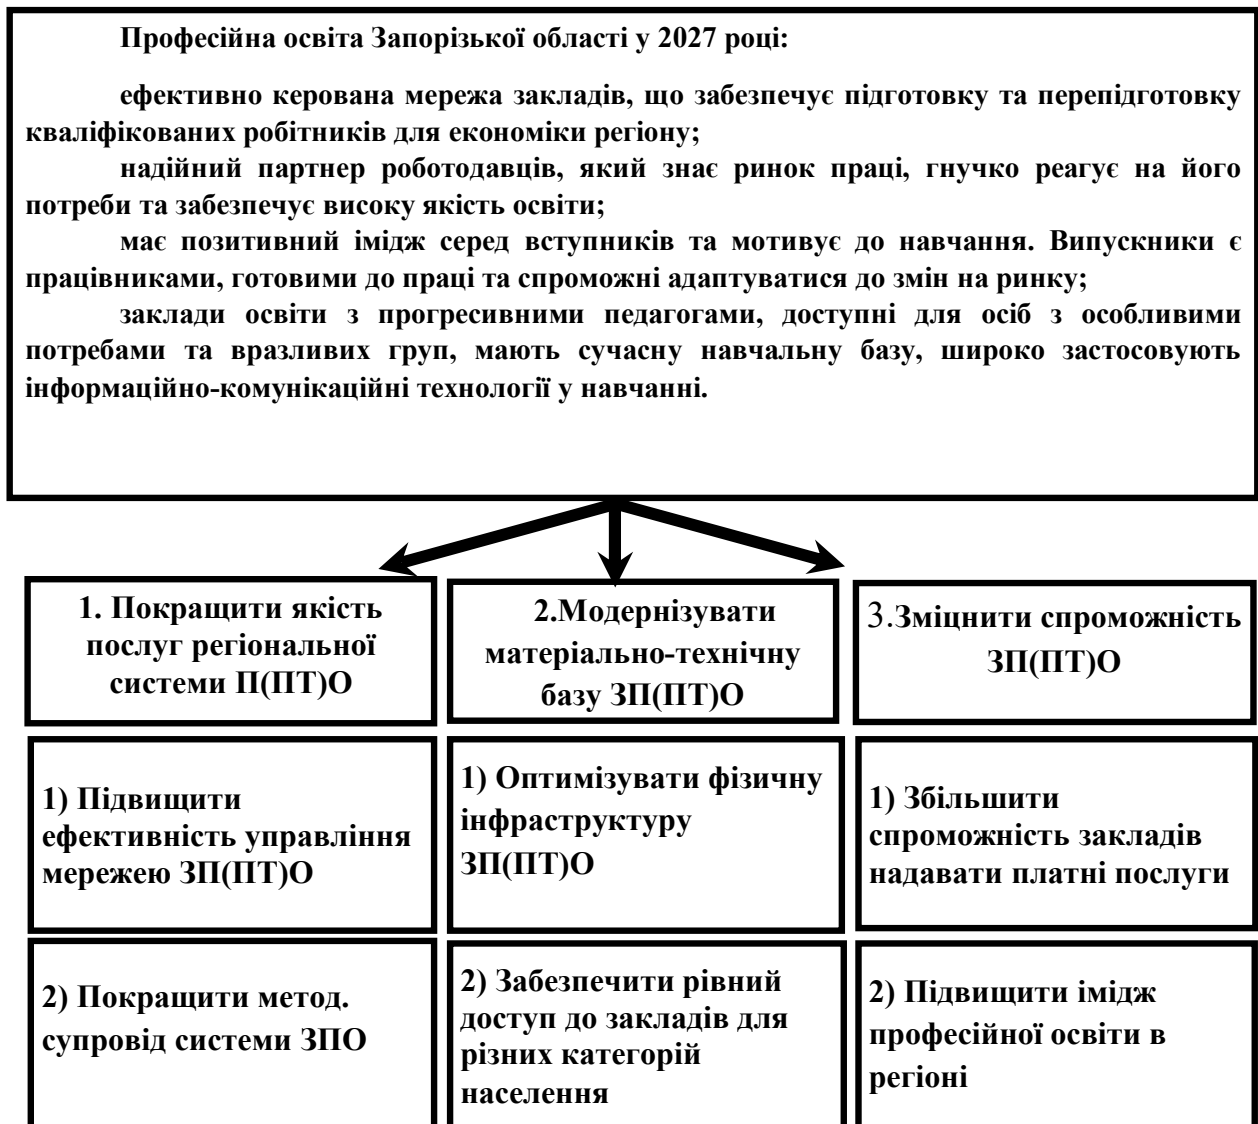 Професійна освіта Запорізької області у 2027 році:
ефективно керована мережа закладів, що забезпечує підготовку та перепідготовку
кваліфікованих робітників для економіки регіону;
надійний партнер роботодавців, який знає ринок праці, гнучко реагує на його
потреби та забезпечує високу якість освіти;
має позитивний імідж серед вступників та мотивує до навчання. Випускники є
працівниками, готовими до праці та спроможні адаптуватися до змін на ринку;
заклади освіти з прогресивними педагогами, доступні для осіб з особливими
потребами та вразливих груп, мають сучасну навчальну базу, широко застосовують
інформаційно-комунікаційні технології у навчанні.
1. Покращити якість
послуг регіональної
системи П(ПТ)О
2.Модернізувати
матеріально-технічну
базу ЗП(ПТ)О
3.Зміцнити спроможність
ЗП(ПТ)О
1) Підвищити
ефективність управління
мережею ЗП(ПТ)О
1) Оптимізувати фізичну
інфраструктуру
ЗП(ПТ)О
1) Збільшити
спроможність закладів
надавати платні послуги
2) Покращити метод.
супровід системи ЗПО
2) Забезпечити рівний
доступ до закладів для
різних категорій
населення
2) Підвищити імідж
професійної освіти в
регіоні